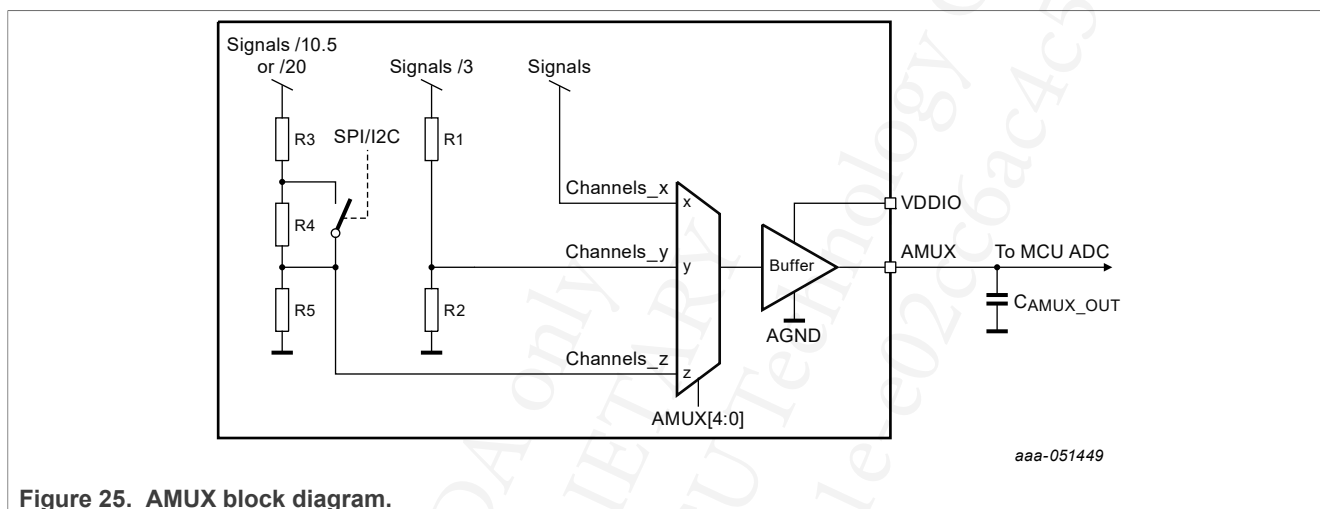 Signals /10.5
or /20
Signals /3
Signals
R3
SPI/I2C
R1
Channels_x
x
VDDIO
R4
Channels_y
y
Buffer
AMUX
To MCU ADC
R5
R2
AGND
CAMUX_OUT
Channels_z
z
AMUX[4:0]
aaa-051449
Figure 25. AMUX block diagram.